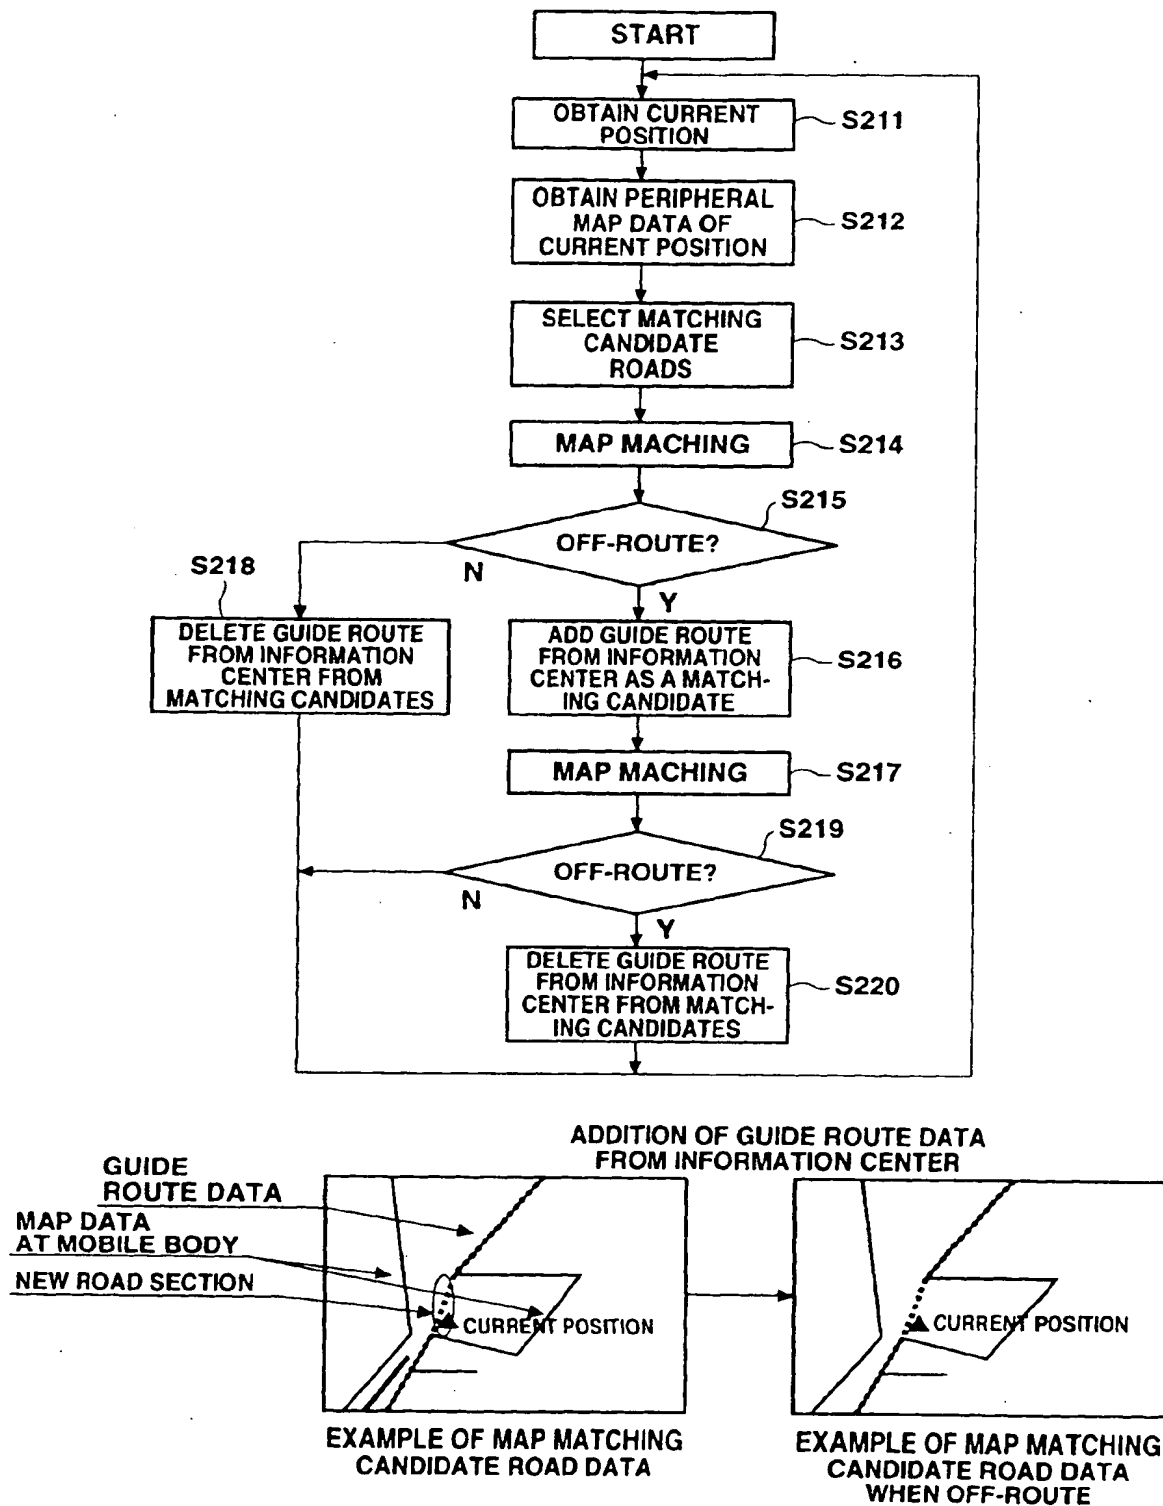 START
OBTAIN CURRENT
POSITION
S211
OBTAIN PERIPHERAL
MAP DATA OF
CURRENT POSITION
S212
SELECT MATCHING
CANDIDATE
ROADS
S213
MAP MACHING
S214
S215
OFF-ROUTE?
N
Y
S218
DELETE GUIDE ROUTE
FROM INFORMATION
CENTER FROM
MATCHING CANDIDATES
ADD GUIDE ROUTE
FROM INFORMATION
CENTER AS A MATCH-
ING CANDIDATE
S216
MAP MACHING
S217
S219
OFF-ROUTE?
N
Y
DELETE GUIDE ROUTE
FROM INFORMATION
CENTER FROM MATCH-
ING CANDIDATES
S220
ADDITION OF GUIDE ROUTE DATA
FROM INFORMATION CENTER
GUIDE
ROUTE DATA
MAP DATA
AT MOBILE BODY
NEW ROAD SECTION
CURRENT POSITION
CURRENT POSITION
EXAMPLE OF MAP MATCHING
CANDIDATE ROAD DATA
EXAMPLE OF MAP MATCHING
CANDIDATE ROAD DATA
WHEN OFF-ROUTE